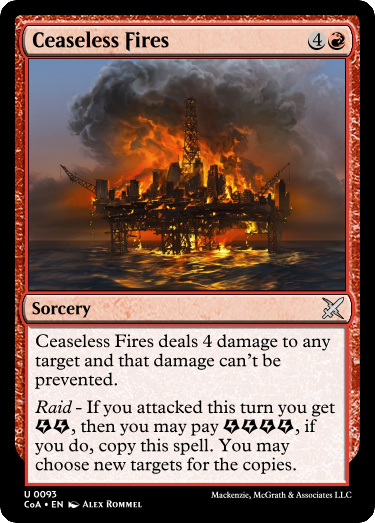 Ceaseless Fires 4
Sorcery
Ceaseless Fires deals 4 damage to any
target and that damage can't be
prevented.
Raid - If you attacked this turn you get
, then you may pay , if
you do, copy this spell. You may
choose new targets for the copies.
U 0093
Mackenzie, McGrath & Associates LLC
CoA • EN Alex Rommel